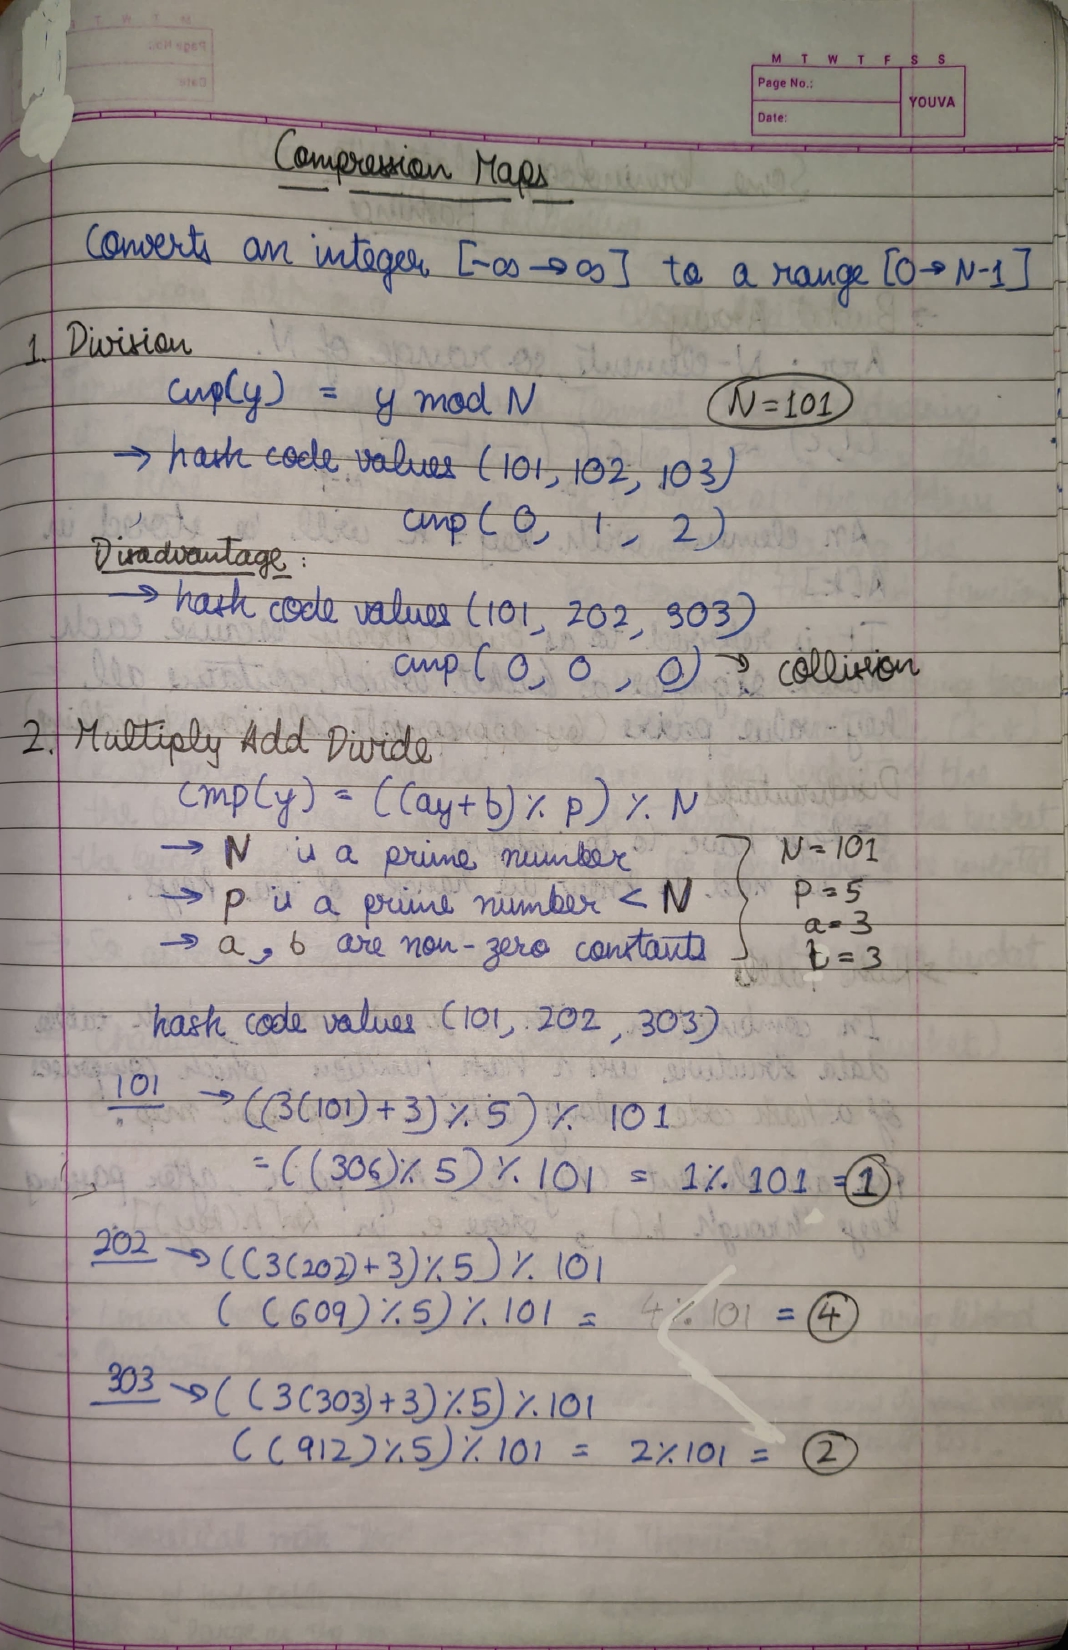 M T W T F S S
Page No.:
YOUVA
Date:
Compression Maps
Converts an integer [-∞ → ∞] to a range [0 → N-1]
1. Division
cmp(y) = y mod N
N = 101
→ hash code values (101, 102, 103)
cmp (0, 1, 2)
Disadvantage:
→ hash code values (101, 202, 303)
cmp (0, 0, 0) → collision
2. Multiply Add Divide
cmp(y) = ((ay+b) % p) % N
→ N is a prime number
→ p is a prime number < N
→ a, b are non-zero constants
N = 101
p = 5
a = 3
b = 3
hash code values (101, 202, 303)
101 → ((3(101)+3) % 5) % 101
= ((306) % 5) % 101 = 1 % 101 = 1
202 → ((3(202)+3) % 5) % 101
((609) % 5) % 101 = 4 % 101 = 4
303 → ((3(303)+3) % 5) % 101
((912) % 5) % 101 = 2 % 101 = 2